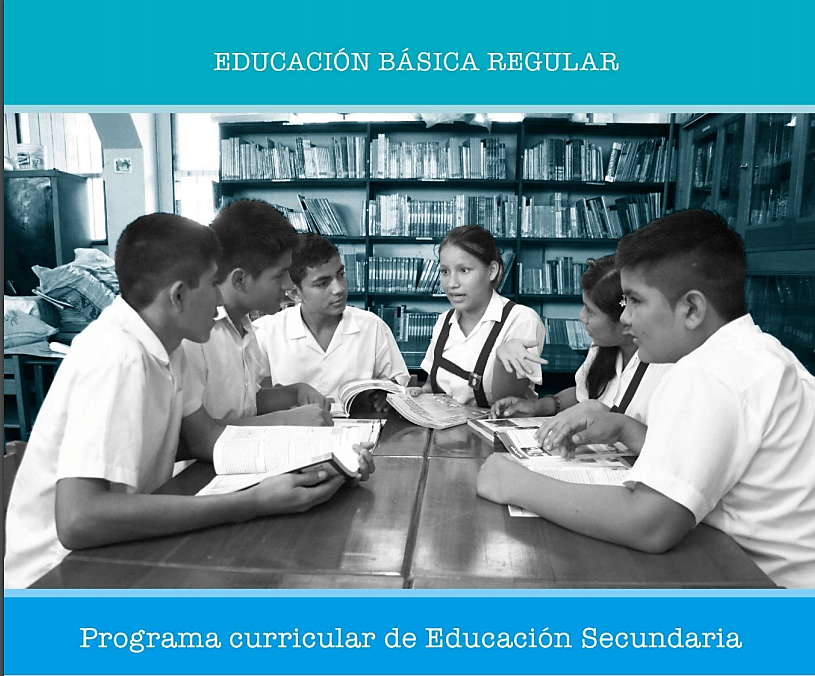 EDUCACIÓN BÁSICA REGULAR
Programa curricular de Educación Secundaria